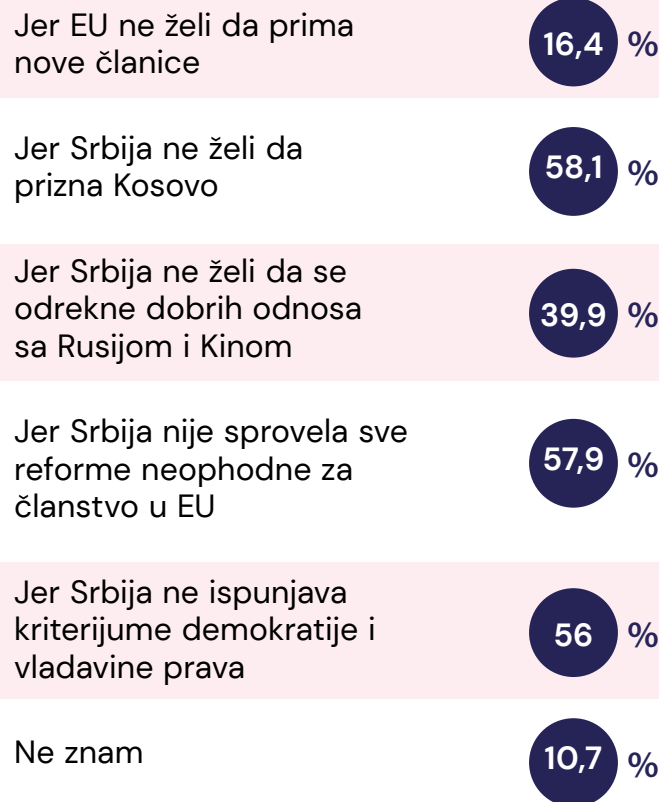 Jer EU ne želi da prima
nove članice
16,4 %
Jer Srbija ne želi da
prizna Kosovo
58,1 %
Jer Srbija ne želi da se
odrekne dobrih odnosa
sa Rusijom i Kinom
39,9 %
Jer Srbija nije sprovela sve
reforme neophodne za
članstvo u EU
57,9 %
Jer Srbija ne ispunjava
kriterijume demokratije i
vladavine prava
56 %
Ne znam
10,7 %